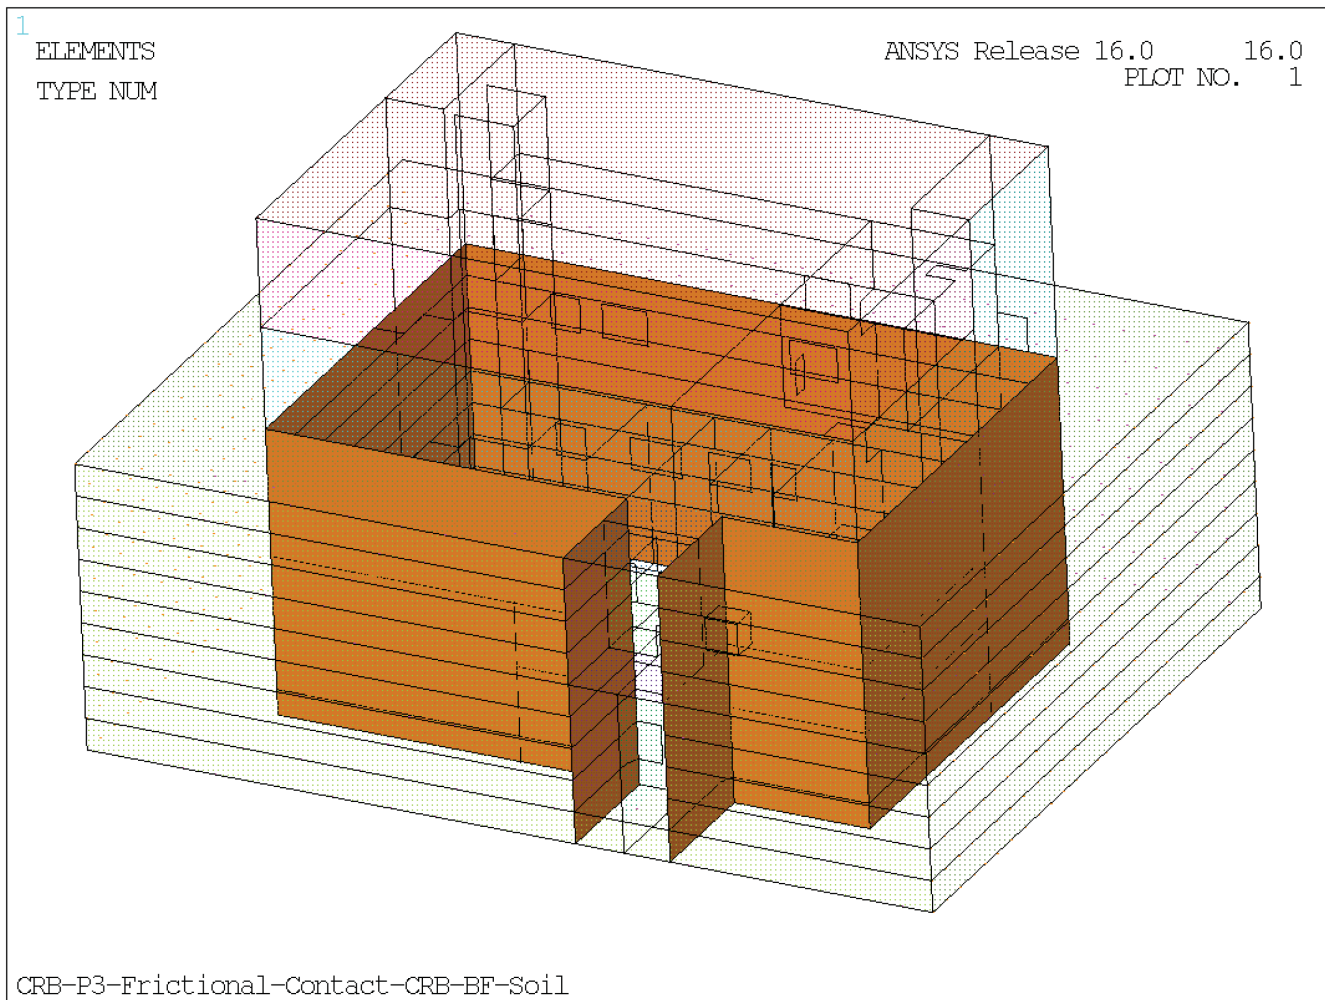 1
ELEMENTS
TYPE NUM
ANSYS Release 16.0 16.0
PLOT NO. 1
CRB-P3-Frictional-Contact-CRB-BF-Soil